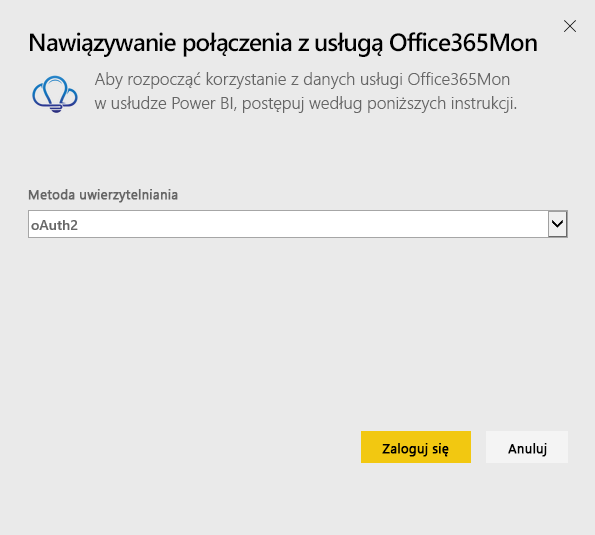 Nawiązywanie połączenia z usługą Office365Mon
Aby rozpocząć korzystanie z danych usługi Office365Mon
w usłudze Power BI, postępuj według poniższych instrukcji.
Metoda uwierzytelniania
oAuth2
Zaloguj się
Anuluj